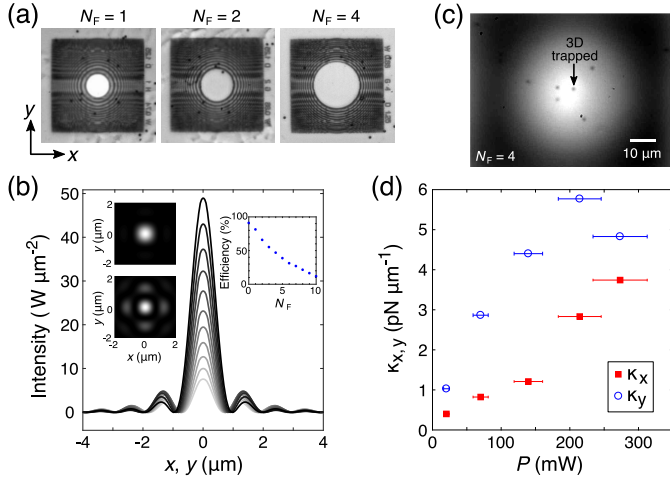 (a)
N_F = 1
N_F = 2
N_F = 4
y
x
(c)
3D
trapped
N_F = 4
10 μm
(b)
50
40
30
20
10
0
Intensity (W μm⁻²)
-4
-2
0
2
4
x, y (μm)
2
0
-2
y (μm)
2
0
-2
y (μm)
-2
0
2
x (μm)
100
50
0
Efficiency (%)
0
5
10
N_F
(d)
6
5
4
3
2
1
0
κ_x,y (pN μm⁻¹)
0
100
200
300
P (mW)
κ_x
κ_y